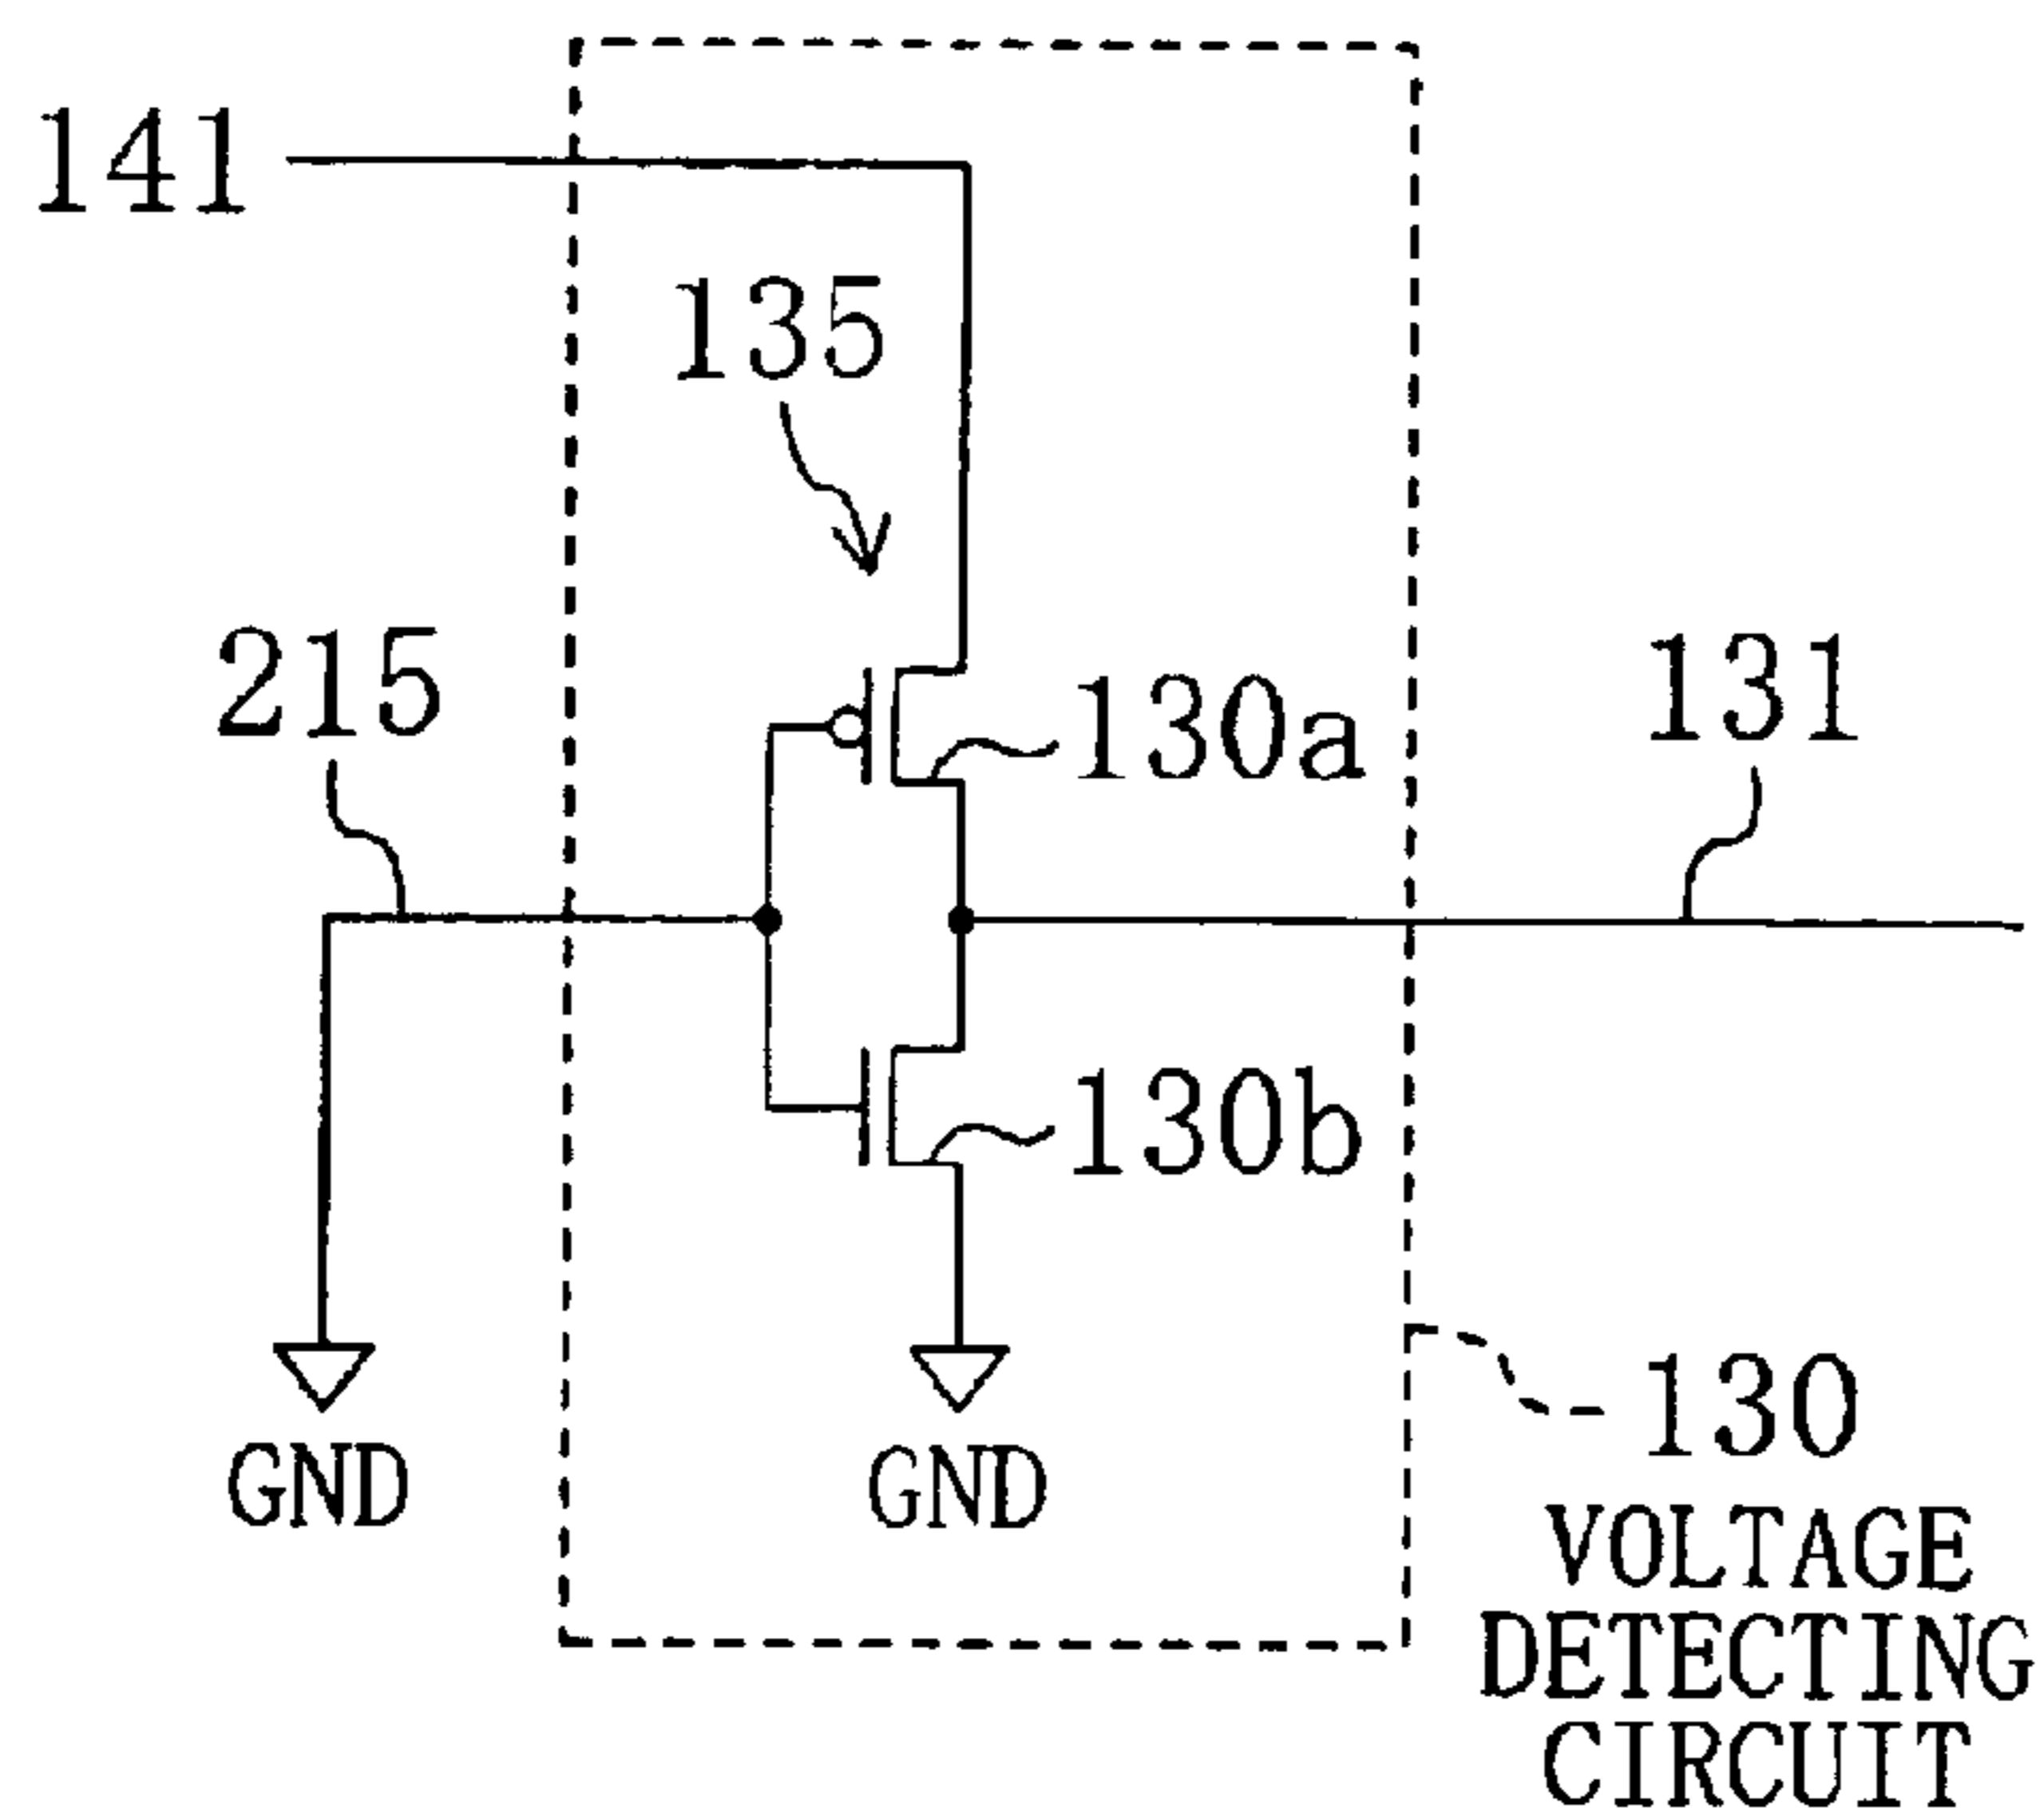 141
135
215
130a
131
130b
GND
GND
130
VOLTAGE
DETECTING
CIRCUIT